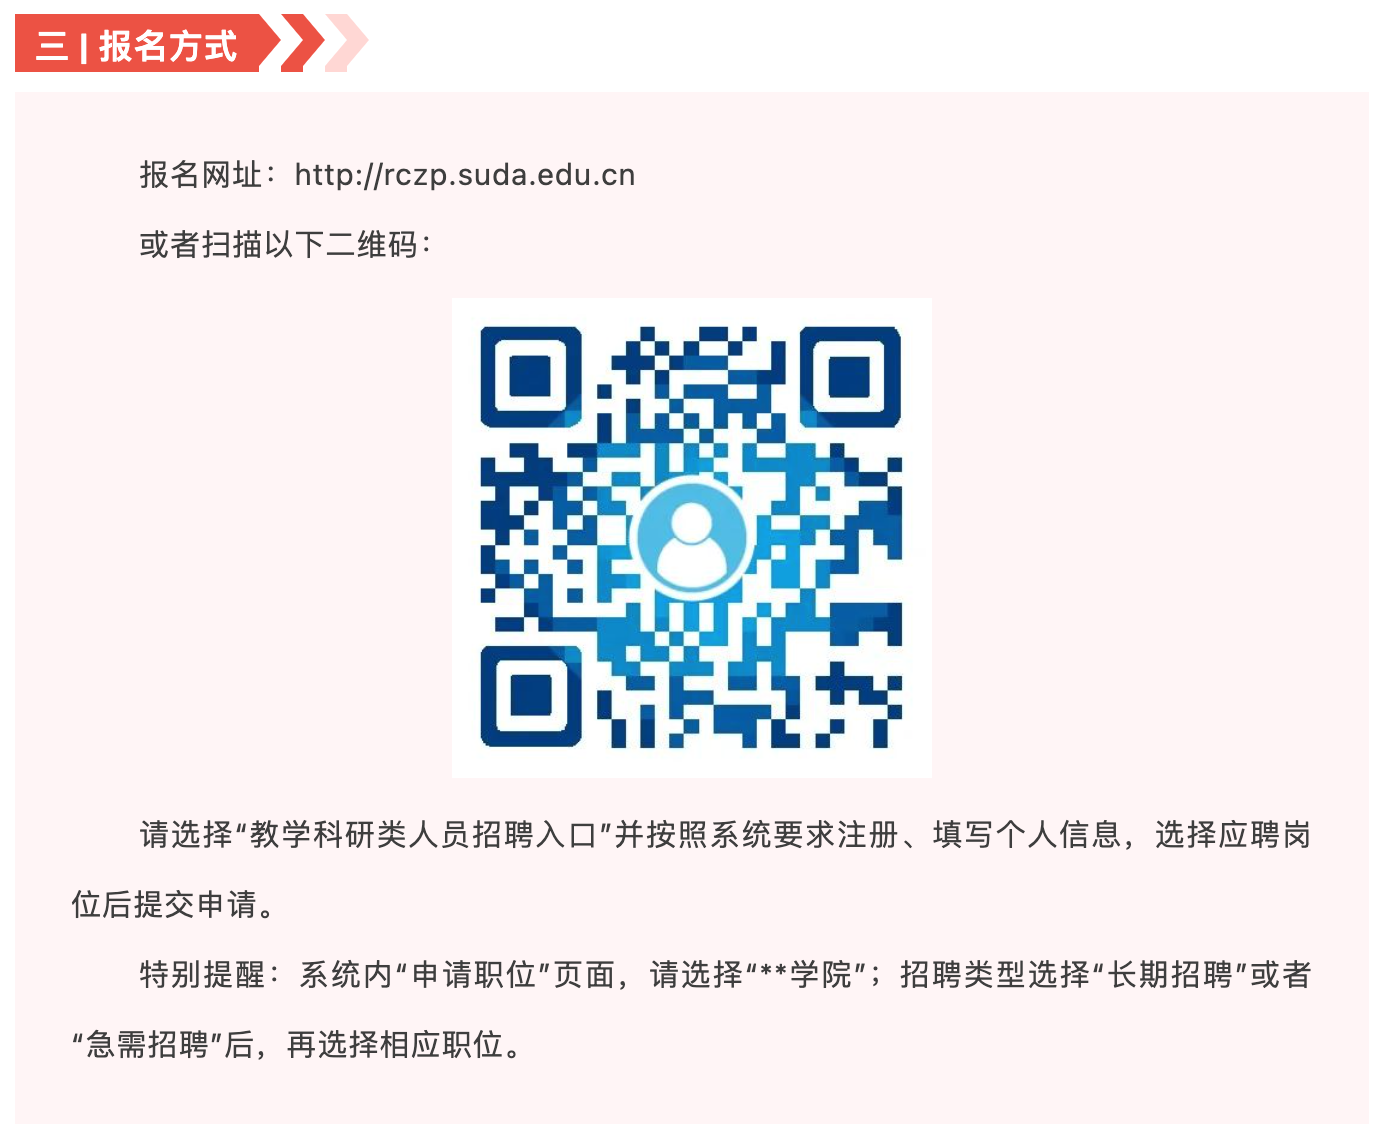 三 | 报名方式
报名网址：http://rczp.suda.edu.cn
或者扫描以下二维码：
请选择“教学科研类人员招聘入口”并按照系统要求注册、填写个人信息，选择应聘岗
位后提交申请。
特别提醒：系统内“申请职位”页面，请选择“**学院”；招聘类型选择“长期招聘”或者
“急需招聘”后，再选择相应职位。